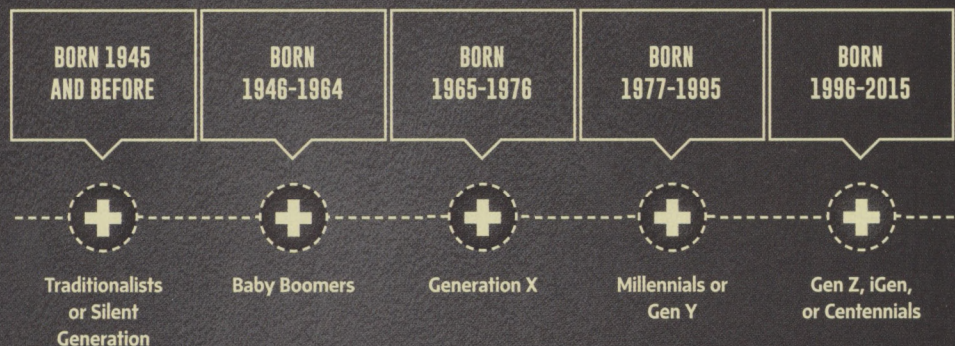 BORN 1945
AND BEFORE
BORN
1946-1964
BORN
1965-1976
BORN
1977-1995
BORN
1996-2015
Traditionalists
or Silent
Generation
Baby Boomers
Generation X
Millennials or
Gen Y
Gen Z, iGen,
or Centennials